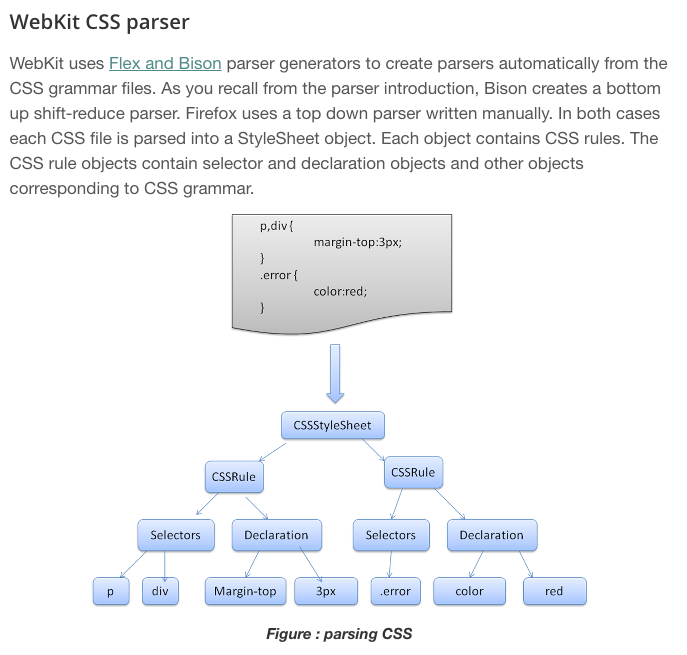 WebKit CSS parser
WebKit uses Flex and Bison parser generators to create parsers automatically from the
CSS grammar files. As you recall from the parser introduction, Bison creates a bottom
up shift-reduce parser. Firefox uses a top down parser written manually. In both cases
each CSS file is parsed into a StyleSheet object. Each object contains CSS rules. The
CSS rule objects contain selector and declaration objects and other objects
corresponding to CSS grammar.
p,div {
margin-top:3px;
}
.error {
color:red;
}
CSSStyleSheet
CSSRule CSSRule
Selectors Declaration Selectors Declaration
p div Margin-top 3px .error color red
Figure : parsing CSS